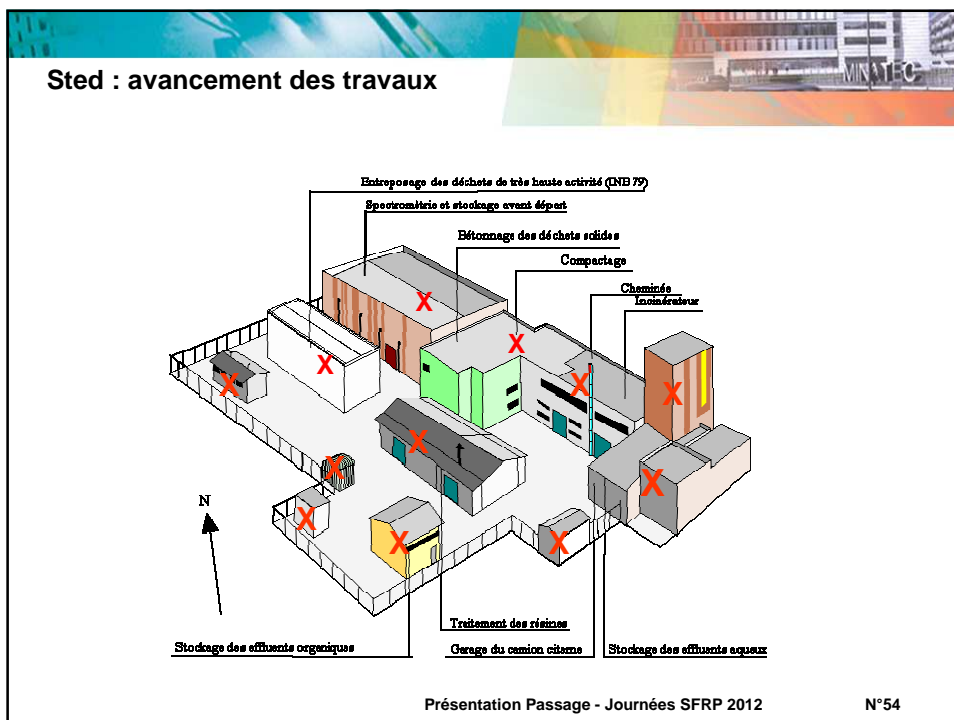 MINATEC
Sted : avancement des travaux
Entreposage des déchets de très haute activité (INB 79)
Spectrométrie et stockage avant départ
Bétonnage des déchets solides
Compactage
Cheminée
Incinérateur
X
X
X
X
X
X
X
X
X
X
X
X
N
Traitement des résines
Stockage des effluents organiques
Garage du camion citerne
Stockage des effluents aqueux
Présentation Passage - Journées SFRP 2012
N°54